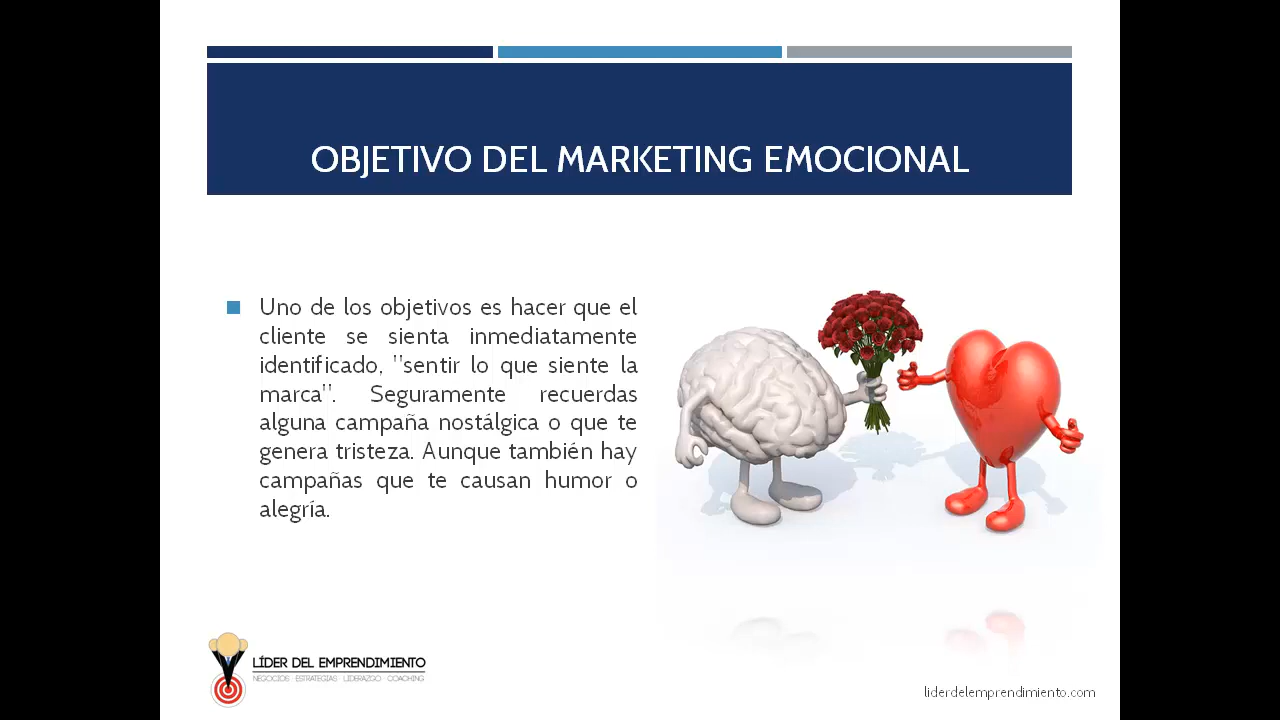 OBJETIVO DEL MARKETING EMOCIONAL
Uno de los objetivos es hacer que el
cliente se sienta inmediatamente
identificado, "sentir lo que siente la
marca". Seguramente recuerdas
alguna campaña nostálgica o que te
genera tristeza. Aunque también hay
campañas que te causan humor o
alegría.
LÍDER DEL EMPRENDIMIENTO
NEGOCIOS · ESTRATEGIAS · LIDERAZGO · COACHING
liderdelemprendimiento.com